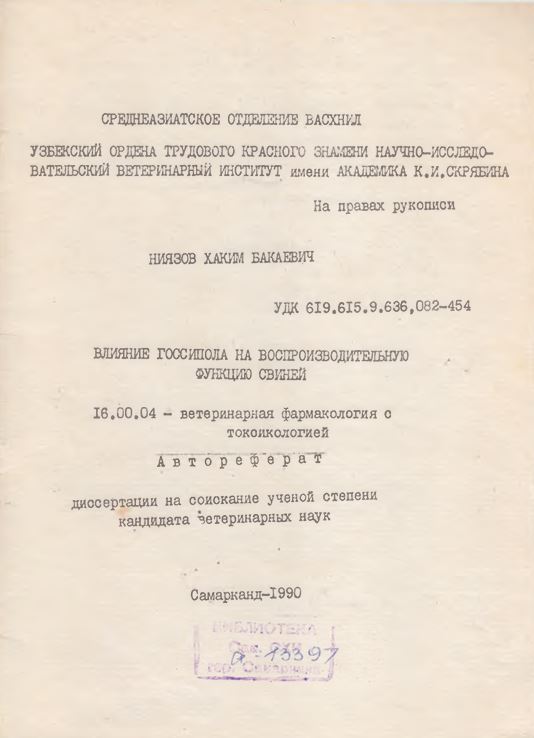 СРЕДНЕАЗИАТСКОЕ ОТДЕЛЕНИЕ ВАСХНИЛ
УЗБЕКСКИЙ ОРДЕНА ТРУДОВОГО КРАСНОГО ЗНАМЕНИ НАУЧНО-ИССЛЕДО-
ВАТЕЛЬСКИЙ ВЕТЕРИНАРНЫЙ ИНСТИТУТ имени АКАДЕМИКА К.И.СКРЯБИНА
На правах рукописи
НИЯЗОВ ХАКИМ БАКАЕВИЧ
УДК 619.615.9.636,082-454
ВЛИЯНИЕ ГОССИПОЛА НА ВОСПРОИЗВОДИТЕЛЬНУЮ
ФУНКЦИЮ СВИНЕЙ
16.00.04 - ветеринарная фармакология с
токсикологией
Автореферат
диссертации на соискание ученой степени
кандидата ветеринарных наук
Самарканд-1990
БИБЛИОТЕКА
А-13397